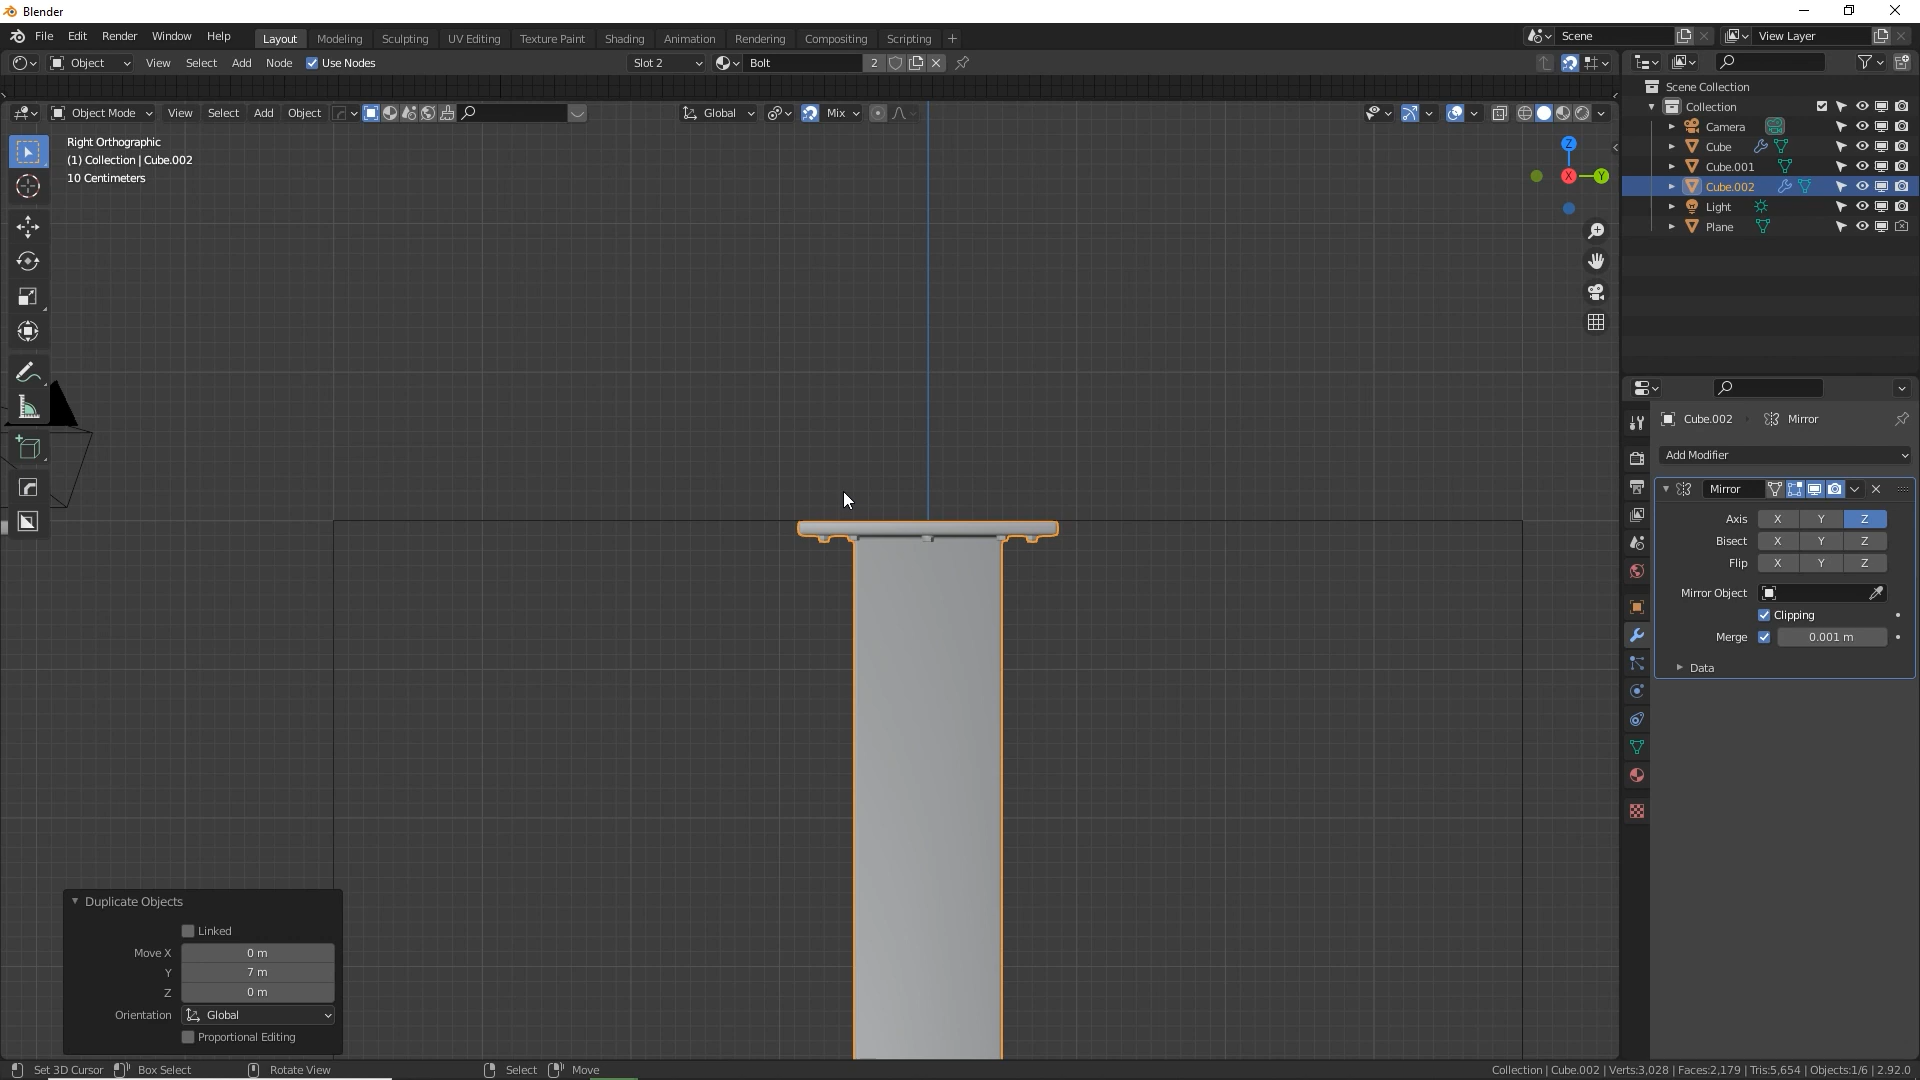 Blender
File Edit Render Window Help Layout Modeling Sculpting UV Editing Texture Paint Shading Animation Rendering Compositing Scripting + Scene View Layer
Object View Select Add Node Use Nodes Slot 2 Bolt 2
Object Mode View Select Add Object Global Mix
Right Orthographic
(1) Collection | Cube.002
10 Centimeters
Z
X
Y
Scene Collection
Collection
Camera
Cube
Cube.001
Cube.002
Light
Plane
Cube.002 Mirror
Add Modifier
Mirror
Axis X Y Z
Bisect X Y Z
Flip X Y Z
Mirror Object
Clipping
Merge 0.001 m
Data
Duplicate Objects
Linked
Move X 0 m
Y 7 m
Z 0 m
Orientation Global
Proportional Editing
Set 3D Cursor Box Select Rotate View Select Move Collection | Cube.002 | Verts:3,028 | Faces:2,179 | Tris:5,654 | Objects:1/6 | 2.92.0